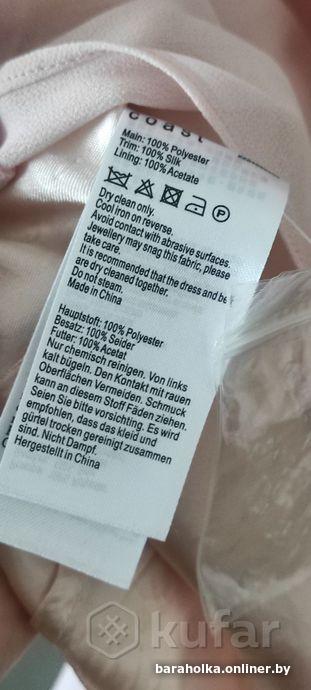 coast
Main: 100% Polyester
Trim: 100% Silk
Lining: 100% Acetate
P
Dry clean only.
Cool iron on reverse.
Avoid contact with abrasive surfaces.
Jewellery may snag this fabric, please
take care.
It is recommended that the dress and be
are dry cleaned together.
Do not steam.
Made in China
Hauptstoff: 100% Polyester
Besatz: 100% Seider
Futter: 100% Acetat
Nur chemisch reinigen. Von links
kalt bügeln. Den Kontakt mit rauen
Oberflächen Vermeiden. Schmuck
kann an diesem Stoff Fäden ziehen.
Seien Sie bitte vorsichting. Es wird
empfohlen, dass das kleid und
gürtel trocken gereinigt zusammen
sind. Nicht Dampf.
Hergestellt in China
kufar
baraholka.onliner.by